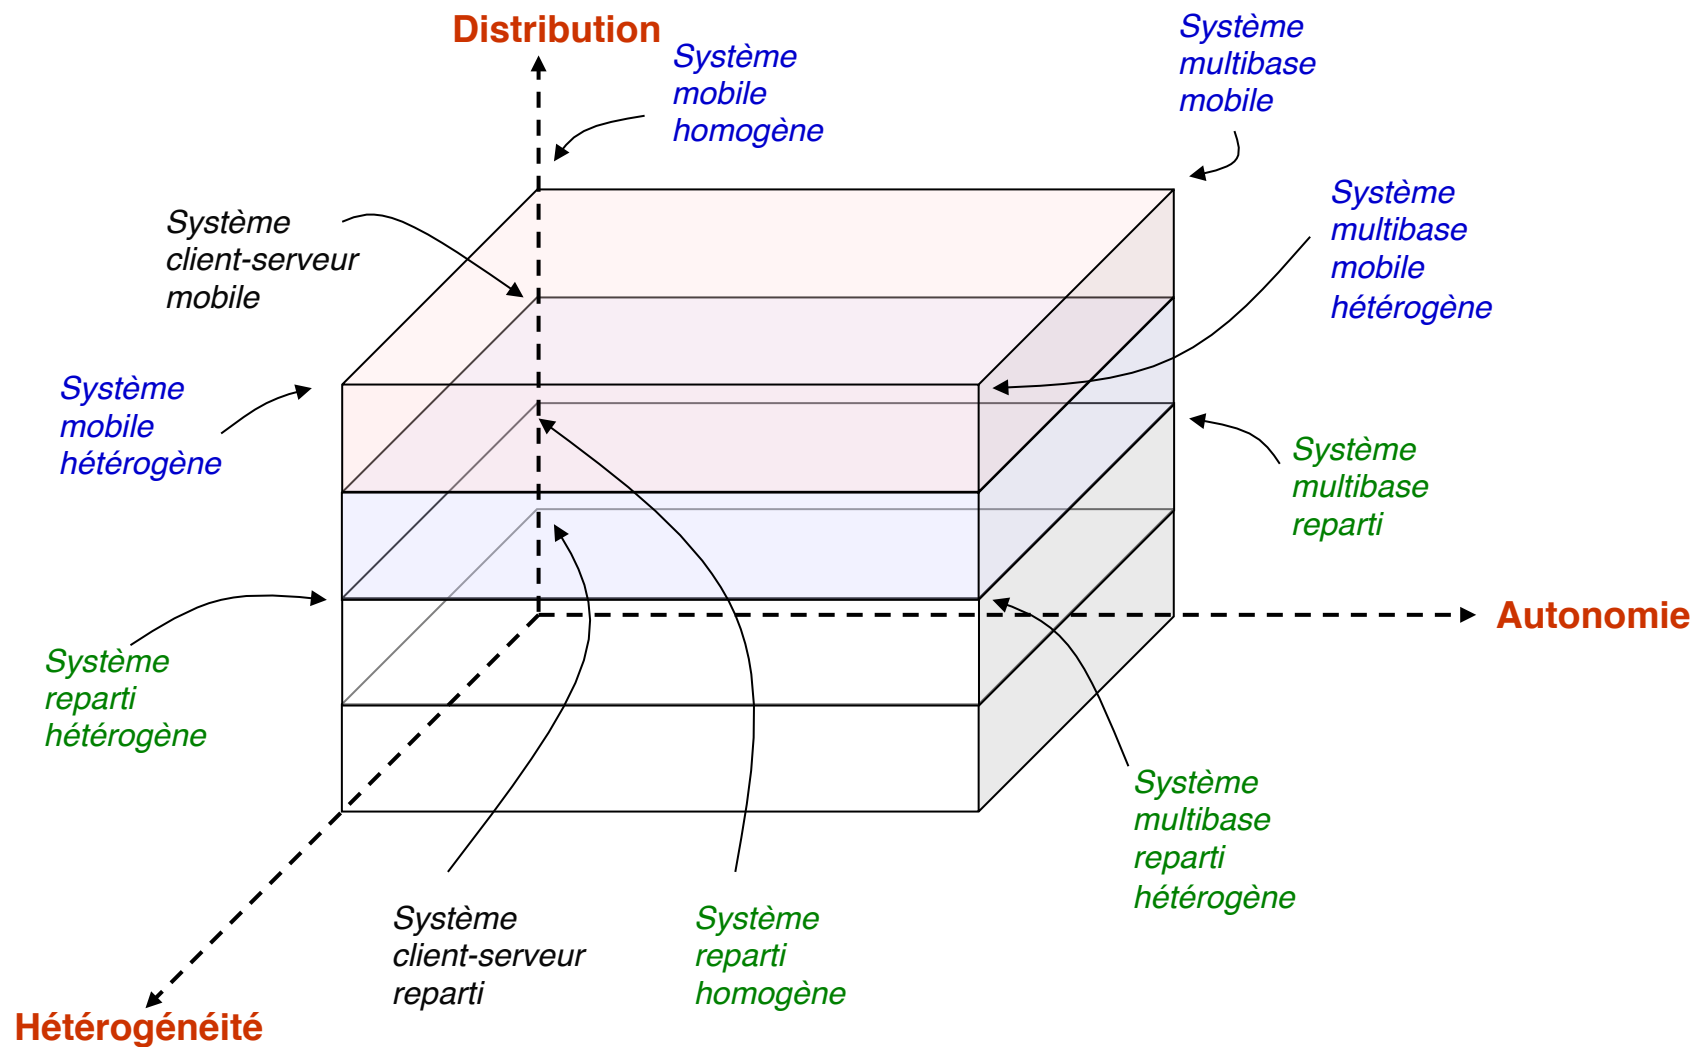 Distribution
Système
mobile
homogène
Système
multibase
mobile
Système
client-serveur
mobile
Système
multibase
mobile
hétérogène
Système
mobile
hétérogène
Système
multibase
reparti
Autonomie
Système
reparti
hétérogène
Système
multibase
reparti
hétérogène
Système
client-serveur
reparti
Système
reparti
homogène
Hétérogénéité